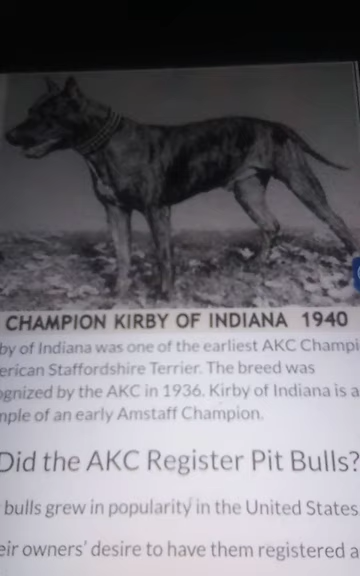 CHAMPION KIRBY OF INDIANA 1940
by of Indiana was one of the earliest AKC Champi
erican Staffordshire Terrier. The breed was
ognized by the AKC in 1936. Kirby of Indiana is a
mple of an early Amstaff Champion.
Did the AKC Register Pit Bulls?
bulls grew in popularity in the United States
eir owners' desire to have them registered a